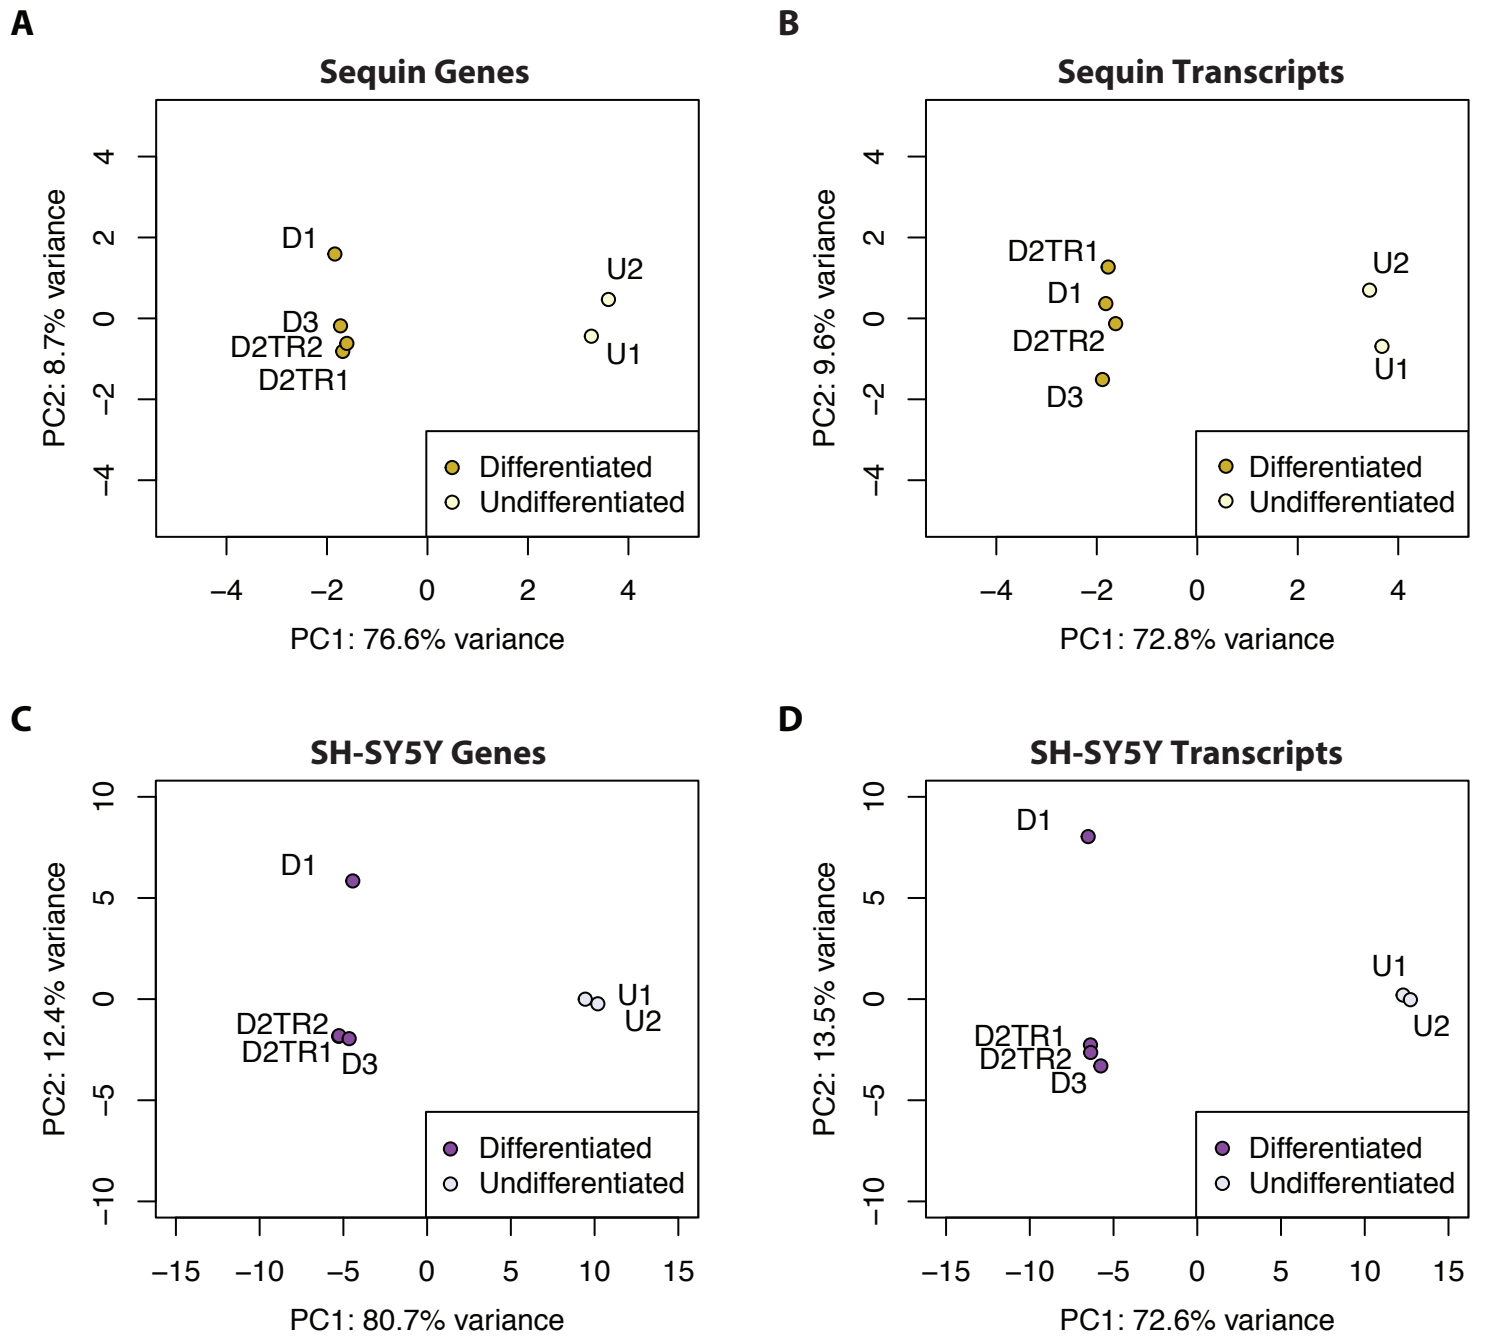 A
Sequin Genes
PC2: 8.7% variance
4
2
0
−2
−4
D1
D3
D2TR2
D2TR1
U2
U1
Differentiated
Undifferentiated
−4 −2 0 2 4
PC1: 76.6% variance
B
Sequin Transcripts
PC2: 9.6% variance
4
2
0
−2
−4
D2TR1
D1
D2TR2
D3
U2
U1
Differentiated
Undifferentiated
−4 −2 0 2 4
PC1: 72.8% variance
C
SH-SY5Y Genes
PC2: 12.4% variance
10
5
0
−5
−10
D1
D2TR2
D2TR1
D3
U1
U2
Differentiated
Undifferentiated
−15 −10 −5 0 5 10 15
PC1: 80.7% variance
D
SH-SY5Y Transcripts
PC2: 13.5% variance
10
5
0
−5
−10
D1
D2TR1
D2TR2
D3
U1
U2
Differentiated
Undifferentiated
−15 −10 −5 0 5 10 15
PC1: 72.6% variance